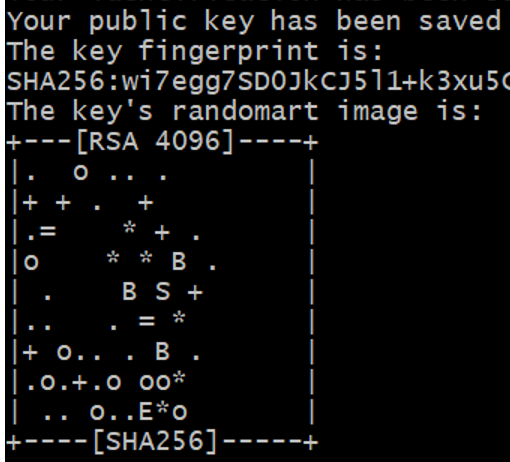 Your public key has been saved
The key fingerprint is:
SHA256:wi7egg7SD0JkCJ5l1+k3xu5
The key's randomart image is:
+---[RSA 4096]----+
|.  o .. .        |
|+ + .  +         |
|.=    * + .      |
|o    * * B .     |
| .    B S +      |
|..   . = *       |
|+ o.. . B .      |
|.o.+.o oo*       |
| .. o..E*o       |
+----[SHA256]-----+